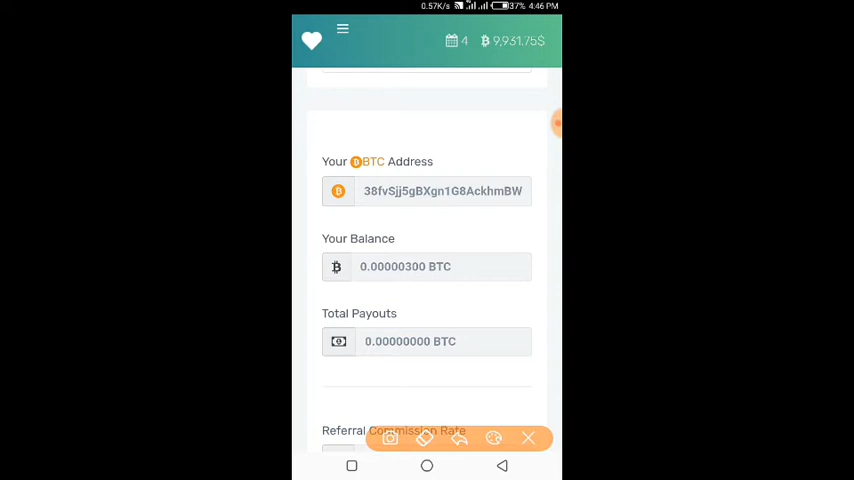 0.57K/s 37% 4:46 PM
4 9,931.75$
Your BTC Address
38fvSjj5gBXgn1G8AckhmBW
Your Balance
0.00000300 BTC
Total Payouts
0.00000000 BTC
Referral Commission Rate